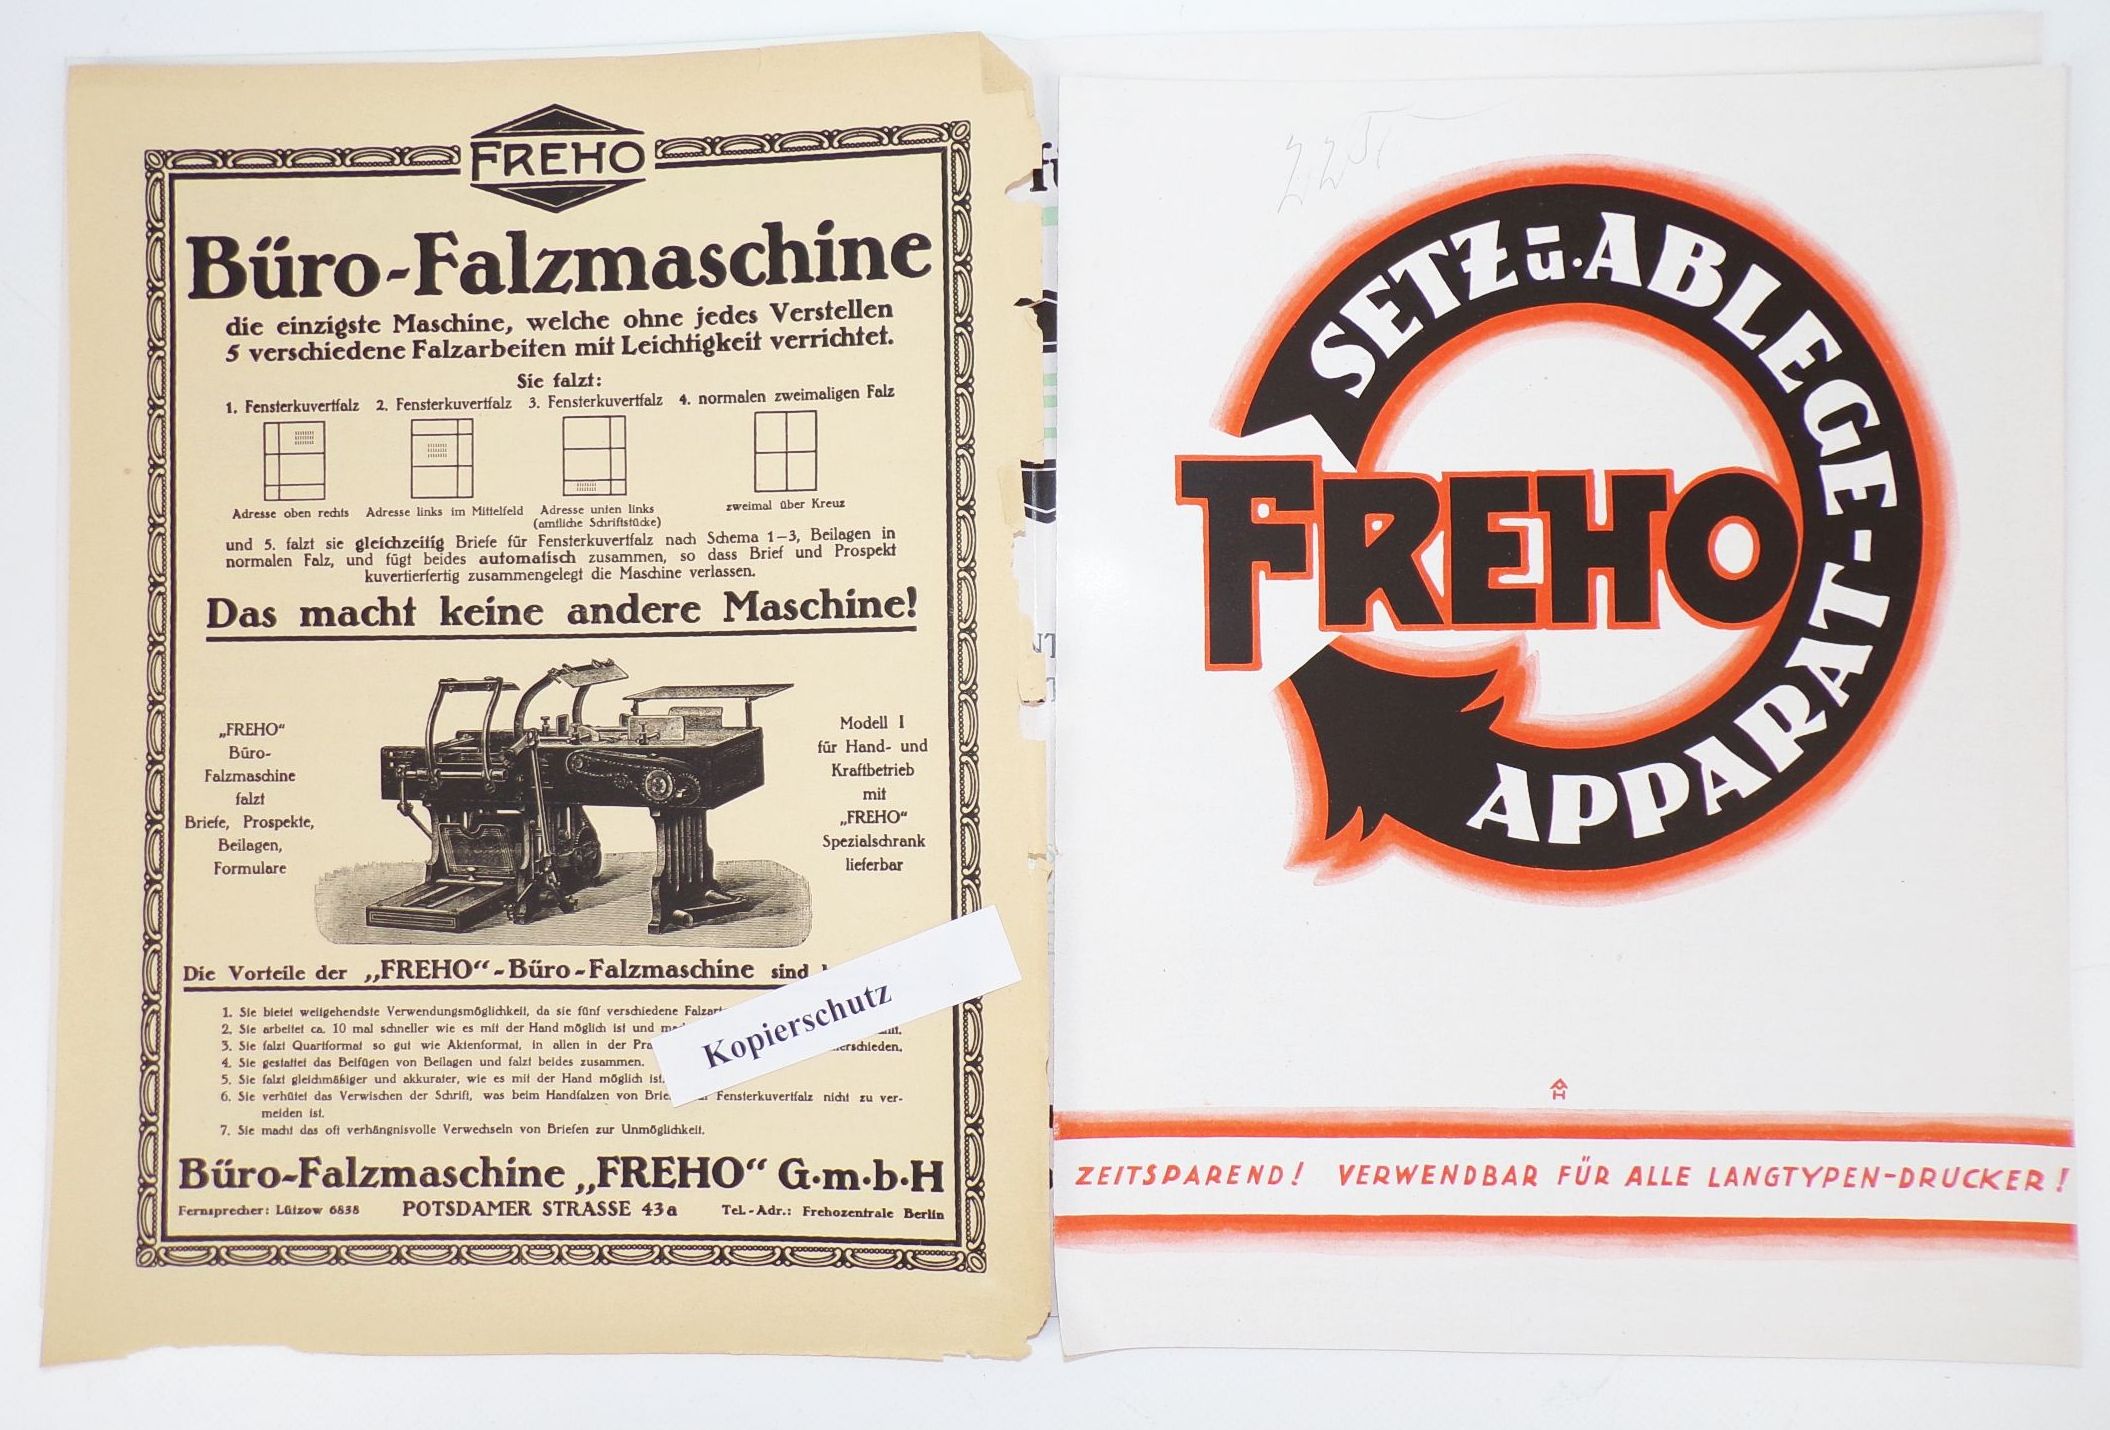 FREHO
Büro-Falzmaschine
die einzigste Maschine, welche ohne jedes Verstellen
5 verschiedene Falzarbeiten mit Leichtigkeit verrichtet.
Sie falzt:
1. Fensterkuvertfalz 2. Fensterkuvertfalz 3. Fensterkuvertfalz 4. normalen zweimaligen Falz
Adresse oben rechts Adresse links im Mittelfeld Adresse unten links zweimal über Kreuz
(amtliche Schriftstücke)
und 5. falzt sie gleichzeitig Briefe für Fensterkuvertfalz nach Schema 1-3, Beilagen in
normalen Falz, und fügt beides automatisch zusammen, so dass Brief und Prospekt
kuvertierfertig zusammengelegt die Maschine verlassen.
Das macht keine andere Maschine!
„FREHO“
Büro-
Falzmaschine
falzt
Briefe, Prospekte,
Beilagen,
Formulare
Modell I
für Hand- und
Kraftbetrieb
mit
„FREHO“
Spezialschrank
lieferbar
Die Vorteile der „FREHO“-Büro-Falzmaschine sind
1. Sie bietet weitgehendste Verwendungsmöglichkeit, da sie fünf verschiedene
2. Sie arbeitet ca. 10 mal schneller wie es mit der Hand möglich ist und
3. Sie falzt Quartformat so gut wie Aktenformat, in allen in der
4. Sie gestattet das Beifügen von Beilagen und falzt beides zusammen.
5. Sie falzt gleichmäßiger und akkurater, wie es mit der Hand möglich ist.
6. Sie verhütet das Verwischen der Schrift, was beim Handfalzen von Fensterkuvertfalz nicht zu ver-
meiden ist.
7. Sie macht das oft verhängnisvolle Verwechseln von Briefen zur Unmöglichkeit.
Kopierschutz
Büro-Falzmaschine „FREHO“ G·m·b·H
Fernsprecher: Lützow 6838 POTSDAMER STRASSE 43a Tel.-Adr.: Frehozentrale Berlin
225,-
SETZ u. ABLEGE-APPARAT
FREHO
AH
ZEITSPAREND! VERWENDBAR FÜR ALLE LANGTYPEN-DRUCKER!